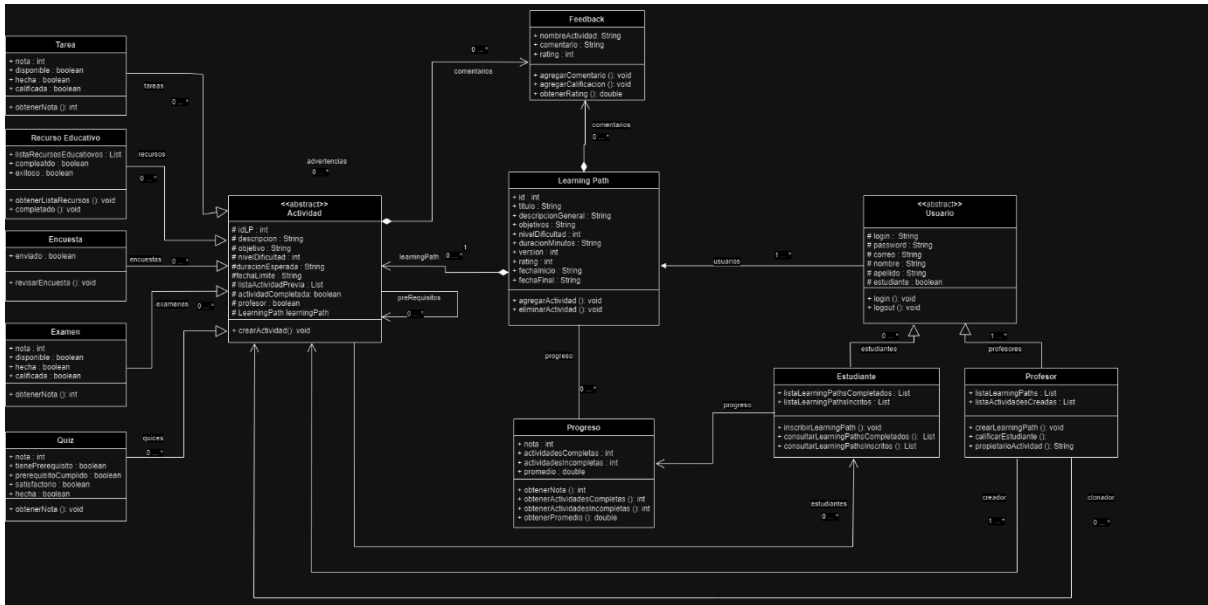 Feedback
+ nombreActividad: String
+ comentario : String
+ rating : int
+ agregarComentario (): void
+ agregarCalificacion (): void
+ obtenerRating (): double
Tarea
+ nota : int
+ disponible : boolean
+ hecha : boolean
+ calificada : boolean
+ obtenerNota (): int
tareas
0 ... *
0 ... *
comentarios
comentarios
0 ... *
Recurso Educativo
+ listaRecursosEducatiovos : List
+ compleatdo : boolean
+ exitoso : boolean
+ obtenerListaRecursos (): void
+ completado (): void
recursos
0 ... *
advertencias
0 ... *
<<abstract>>
Actividad
# idLP : int
# descripcion : String
# objetivo : String
# nivelDificultad : int
#duracionEsperada : String
#fechaLimite : String
# listaActividadPrevia : List
# actividadCompletada: boolean
# profesor : boolean
# LearningPath learningPath
+ crearActividad(): void
Learning Path
+ id : int
+ titulo : String
+ descripcionGeneral : String
+ objetivos : String
+ nivelDificultad : int
+ duracionMinutos : String
+ version : int
+ rating : int
+ fechaInicio : String
+ fechaFinal : String
+ agregarActividad (): void
+ eliminarActividad (): void
<<abstract>>
Usuario
# login : String
# password : String
# correo : String
# nombre : String
# apellido : String
# estudiante : boolean
+ login (): void
+ logout (): void
Encuesta
+ enviado : boolean
+ revisarEncuesta (): void
encuestas
0 ... *
learningPath
0 ... *
1
usuarios
1 ... *
preRequisitos
0 ... *
examenes
0 ... *
Examen
+ nota : int
+ disponible : boolean
+ hecha : boolean
+ calificada : boolean
+ obtenerNota (): int
progreso
0 ... *
0 ... *
estudiantes
1 ... *
profesores
Estudiante
+ listaLearningPathsCompletados : List
+ listaLearningPathsIncritos : List
+ inscribirLearningPath (): void
+ consultarLearningPathsCompletados (): List
+ consultarLearningPathsInscritos (): List
Profesor
+ listaLearningPaths : List
+ listaActividadesCreadas : List
+ crearLearningPath (): void
+ calificarEstudiante ():
+ propietarioActividad (): String
progreso
Progreso
+ nota : int
+ actividadesCompletas : int
+ actividadesIncompletas : int
+ promedio : double
+ obtenerNota (): int
+ obtenerActividadesCompletas (): int
+ obtenerActividadesIncompletas (): int
+ obtenerPromedio (): double
Quiz
+ nota : int
+ tienePrerequisito : boolean
+ prerequisitoCumplido : boolean
+ satisfactorio : boolean
+ hecha : boolean
+ obtenerNota (): void
quices
0 ... *
estudiantes
0 ... *
creador
1 ... *
clonador
0 ... *